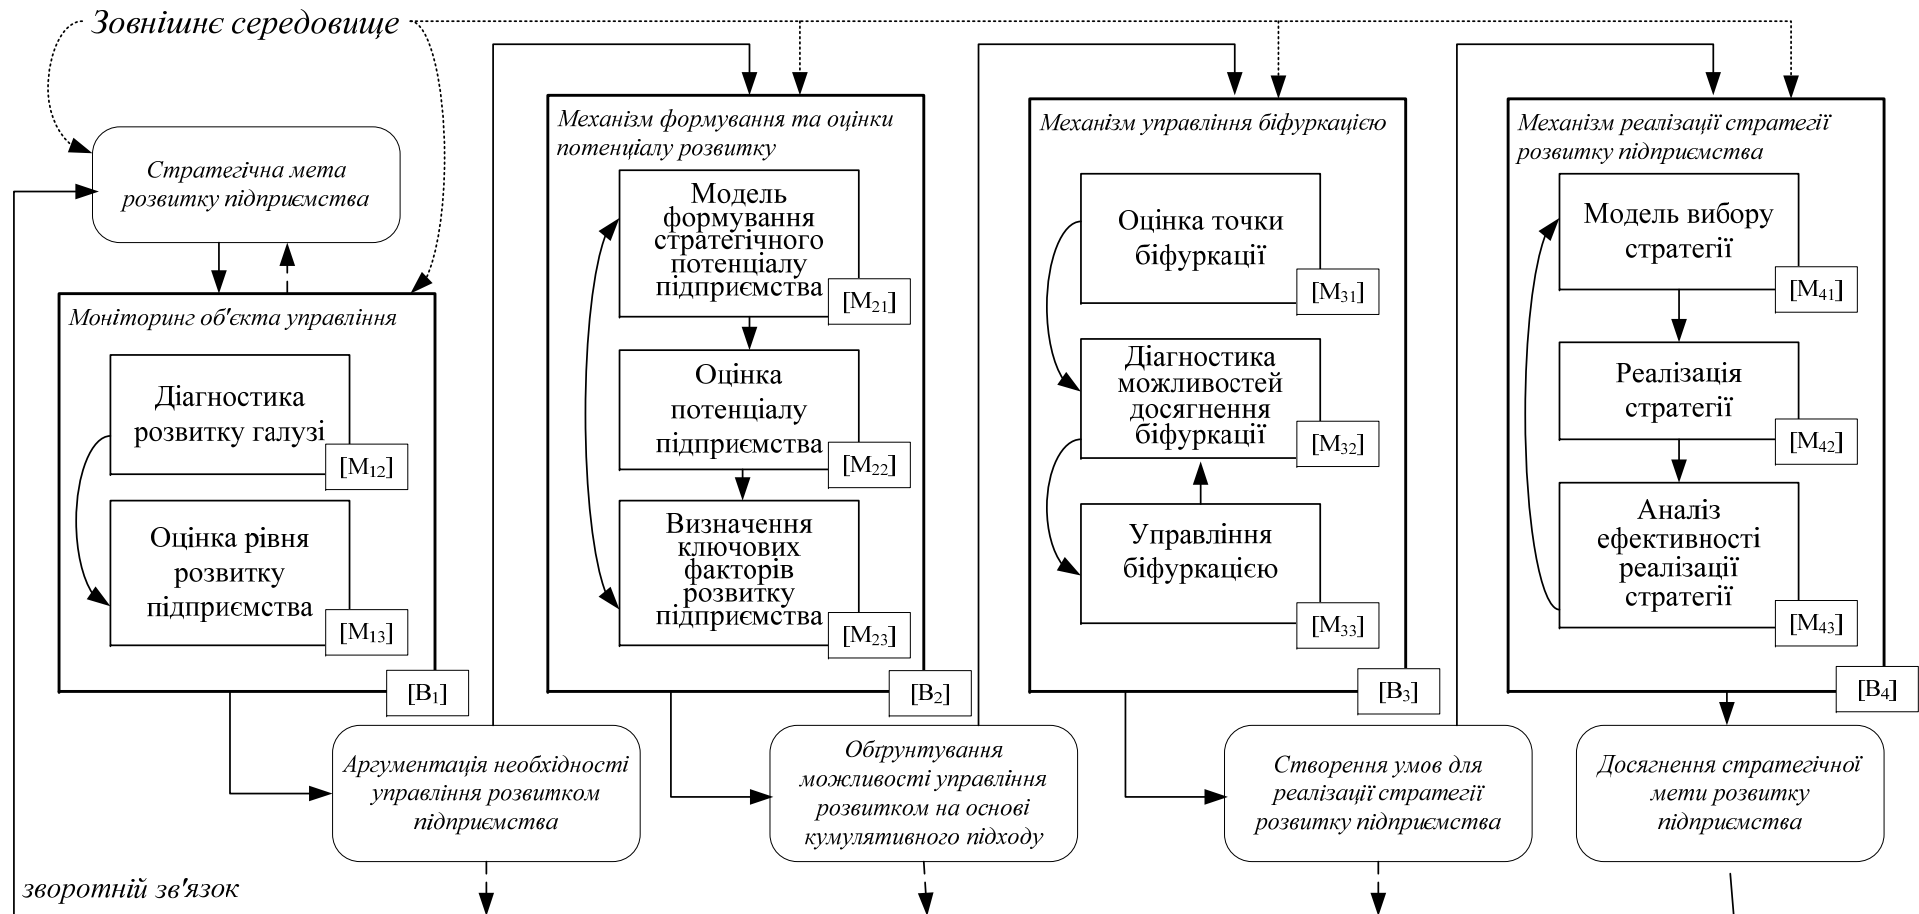 Зовнішнє середовище
Стратегічна мета
розвитку підприємства
Моніторинг об'єкта управління
Діагностика
розвитку галузі
[M12]
Оцінка рівня
розвитку
підприємства
[M13]
[B1]
Аргументація необхідності
управління розвитком
підприємства
Механізм формування та оцінки
потенціалу розвитку
Модель
формування
стратегічного
потенціалу
підприємства
[M21]
Оцінка
потенціалу
підприємства
[M22]
Визначення
ключових
факторів
розвитку
підприємства
[M23]
[B2]
Обґрунтування
можливості управління
розвитком на основі
кумулятивного підходу
Механізм управління біфуркацією
Оцінка точки
біфуркації
[M31]
Діагностика
можливостей
досягнення
біфуркації
[M32]
Управління
біфуркацією
[M33]
[B3]
Створення умов для
реалізації стратегії
розвитку підприємства
Механізм реалізації стратегії
розвитку підприємства
Модель вибору
стратегії
[M41]
Реалізація
стратегії
[M42]
Аналіз
ефективності
реалізації
стратегії
[M43]
[B4]
Досягнення стратегічної
мети розвитку
підприємства
зворотній зв'язок